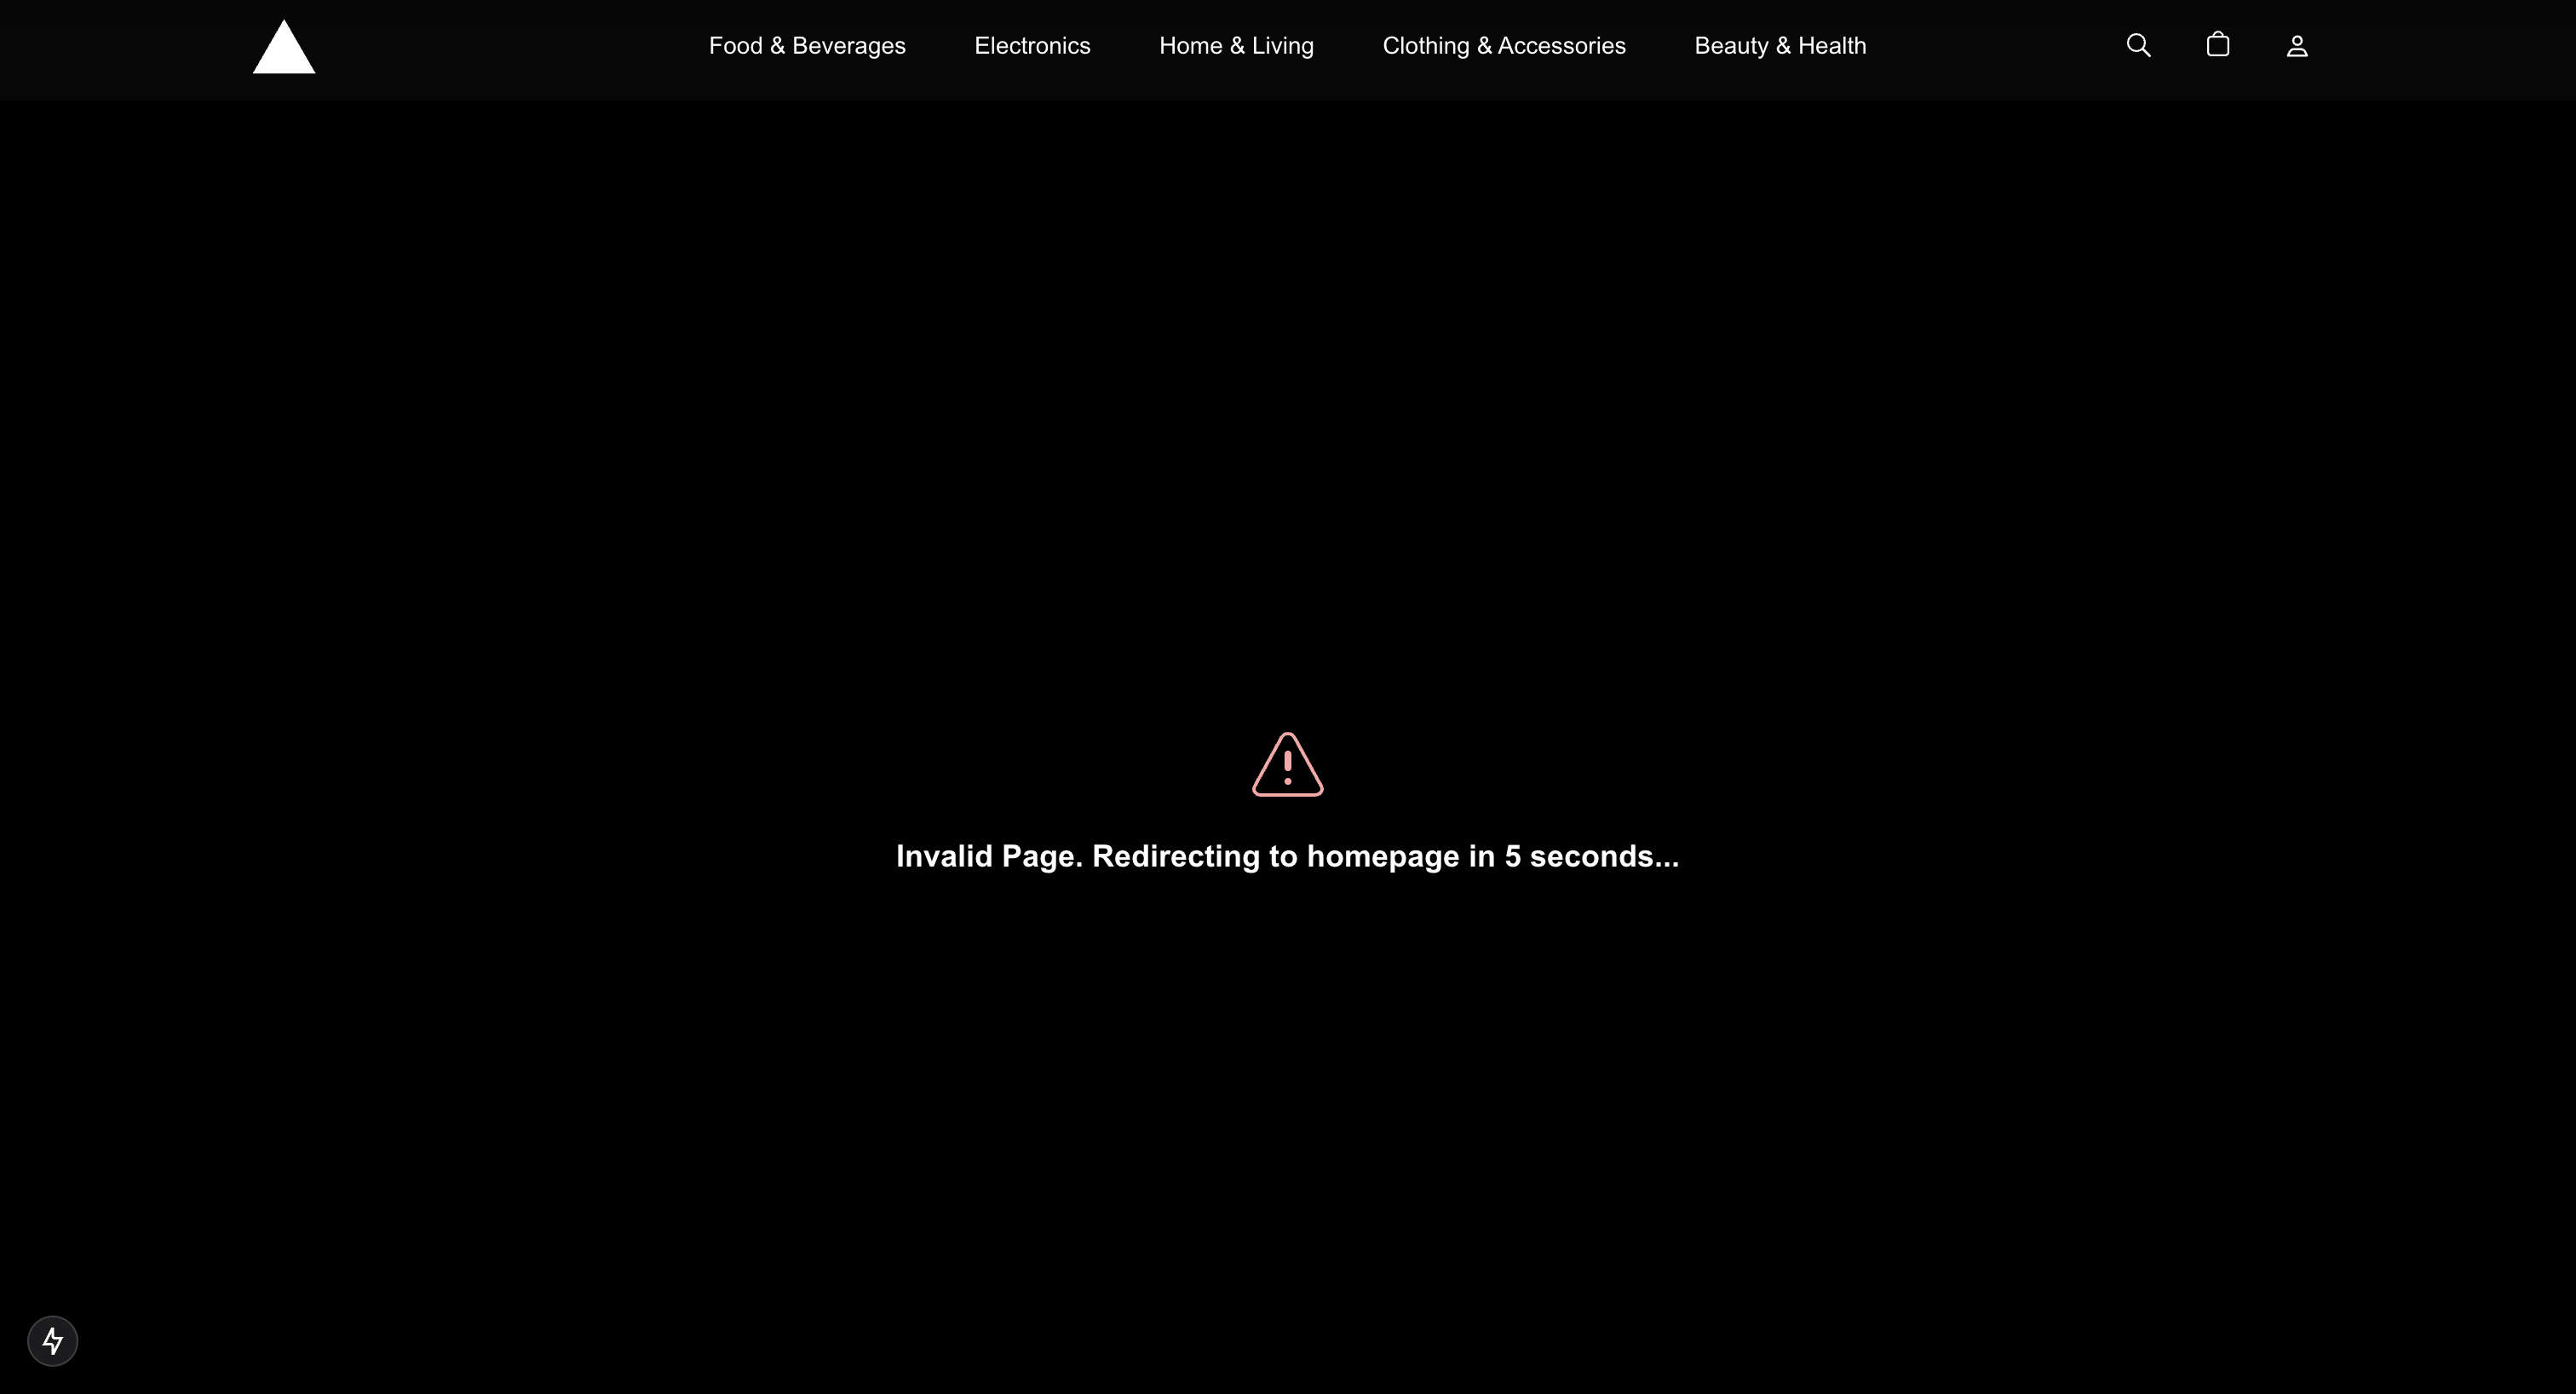 Food & Beverages
Electronics
Home & Living
Clothing & Accessories
Beauty & Health
Invalid Page. Redirecting to homepage in 5 seconds...